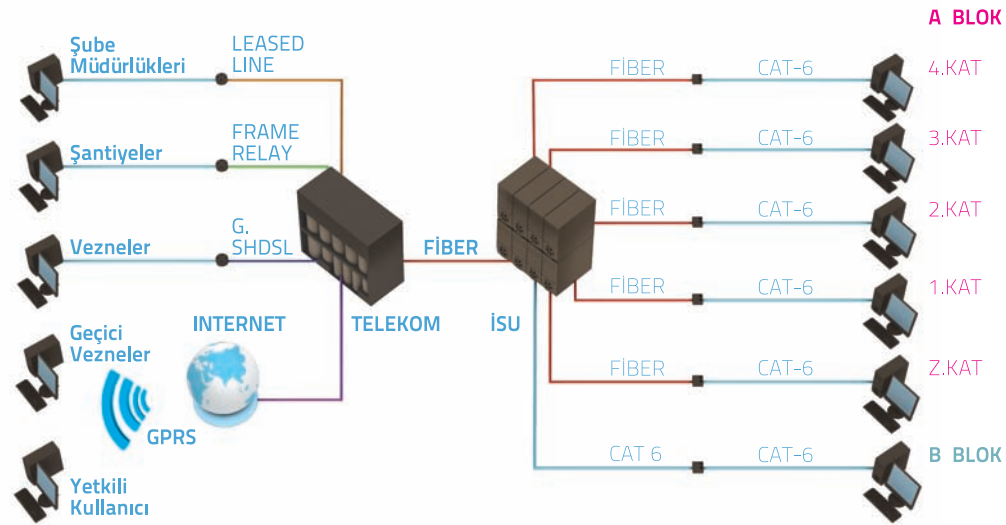 A BLOK
Şube
Müdürlükleri
LEASED
LINE
FİBER
CAT-6
4.KAT
Şantiyeler
FRAME
RELAY
FİBER
CAT-6
3.KAT
FİBER
CAT-6
2.KAT
Vezneler
G.
SHDSL
FİBER
FİBER
CAT-6
1.KAT
Geçici
Vezneler
INTERNET
TELEKOM
İSU
FİBER
CAT-6
Z.KAT
GPRS
CAT 6
CAT-6
B BLOK
Yetkili
Kullanıcı